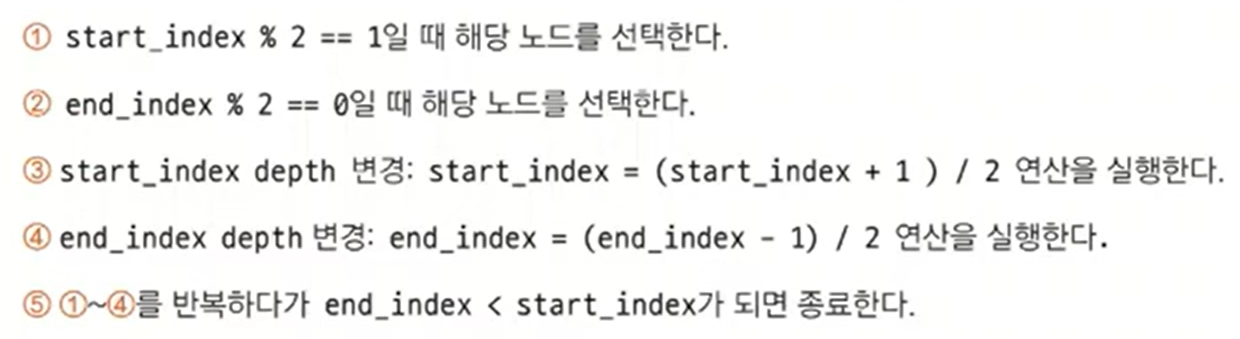 ① start_index % 2 == 1일 때 해당 노드를 선택한다.
② end_index % 2 == 0일 때 해당 노드를 선택한다.
③ start_index depth 변경: start_index = (start_index + 1 ) / 2 연산을 실행한다.
④ end_index depth 변경: end_index = (end_index - 1) / 2 연산을 실행한다.
⑤ ①~④를 반복하다가 end_index < start_index가 되면 종료한다.